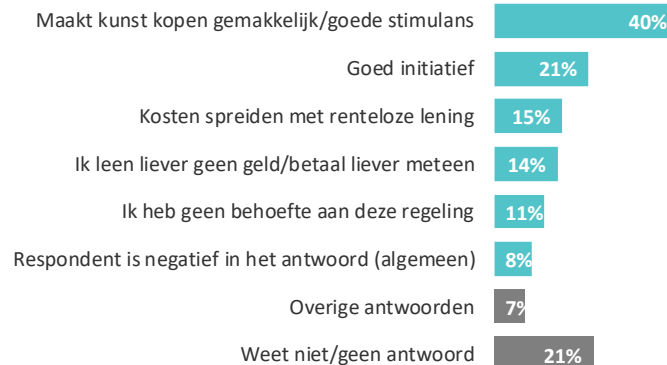 Maakt kunst kopen gemakkelijk/goede stimulans 40%
Goed initiatief 21%
Kosten spreiden met renteloze lening 15%
Ik leen liever geen geld/betaal liever meteen 14%
Ik heb geen behoefte aan deze regeling 11%
Respondent is negatief in het antwoord (algemeen) 8%
Overige antwoorden 7%
Weet niet/geen antwoord 21%